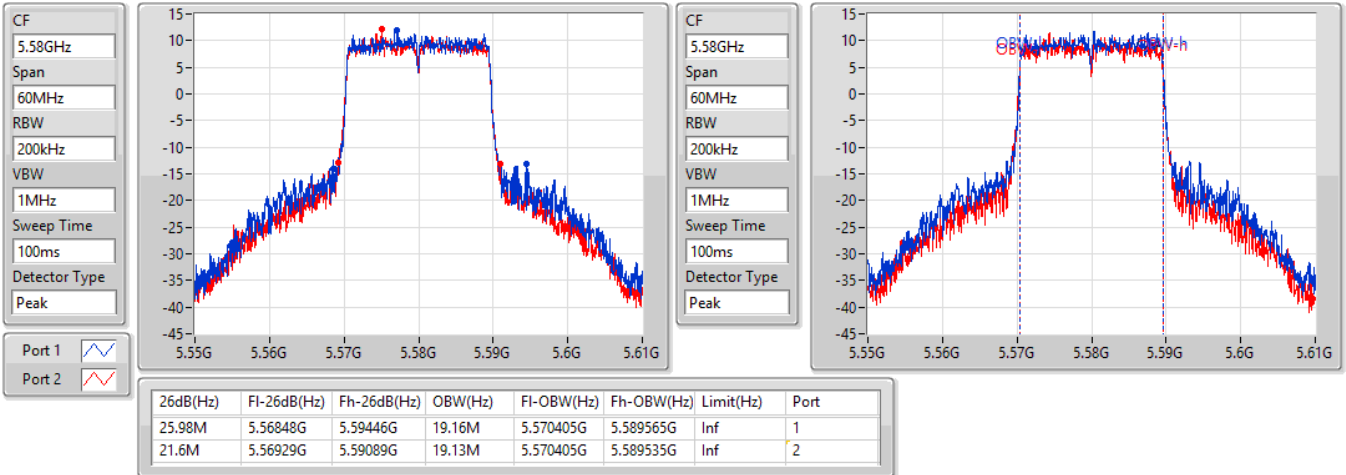 CF
5.58GHz
Span
60MHz
RBW
200kHz
VBW
1MHz
Sweep Time
100ms
Detector Type
Peak
15
10
5
0
-5
-10
-15
-20
-25
-30
-35
-40
-45
5.55G 5.56G 5.57G 5.58G 5.59G 5.6G 5.61G
CF
5.58GHz
Span
60MHz
RBW
200kHz
VBW
1MHz
Sweep Time
100ms
Detector Type
Peak
15
10
5
0
-5
-10
-15
-20
-25
-30
-35
-40
-45
5.55G 5.56G 5.57G 5.58G 5.59G 5.6G 5.61G
Port 1
Port 2
26dB(Hz) Fl-26dB(Hz) Fh-26dB(Hz) OBW(Hz) Fl-OBW(Hz) Fh-OBW(Hz) Limit(Hz) Port
25.98M 5.56848G 5.59446G 19.16M 5.570405G 5.589565G Inf 1
21.6M 5.56929G 5.59089G 19.13M 5.570405G 5.589535G Inf 2